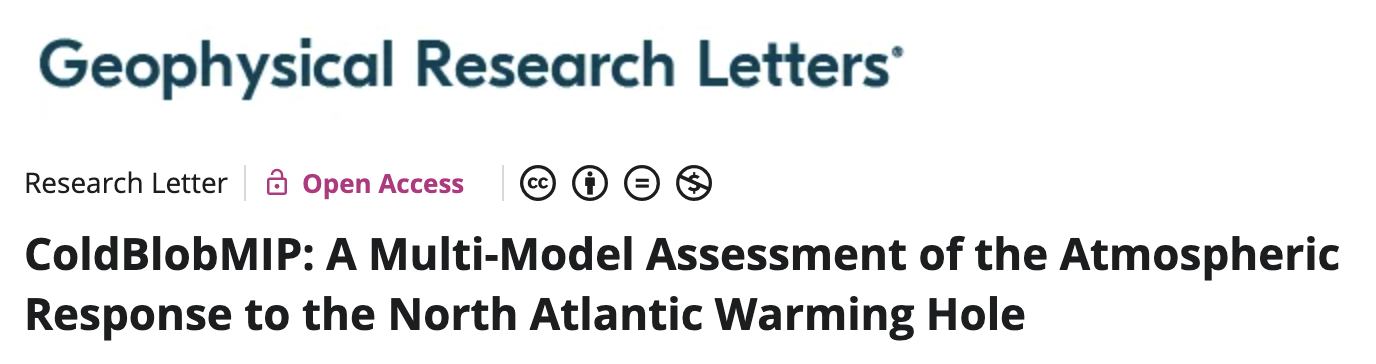 Geophysical Research Letters®
Research Letter Open Access cc
ColdBlobMIP: A Multi-Model Assessment of the Atmospheric
Response to the North Atlantic Warming Hole